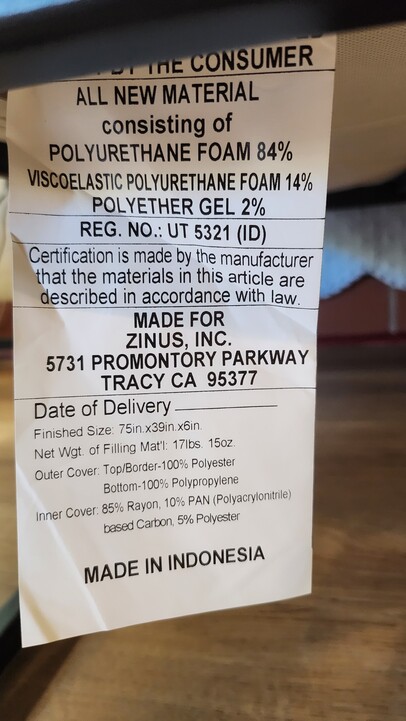 BY THE CONSUMER
ALL NEW MATERIAL
consisting of
POLYURETHANE FOAM 84%
VISCOELASTIC POLYURETHANE FOAM 14%
POLYETHER GEL 2%
REG. NO.: UT 5321 (ID)
Certification is made by the manufacturer
that the materials in this article are
described in accordance with law.
MADE FOR
ZINUS, INC.
5731 PROMONTORY PARKWAY
TRACY CA 95377
Date of Delivery
Finished Size: 75in.x39in.x6in.
Net Wgt. of Filling Mat'l: 17lbs. 15oz.
Outer Cover: Top/Border-100% Polyester
Bottom-100% Polypropylene
Inner Cover: 85% Rayon, 10% PAN (Polyacrylonitrile)
based Carbon, 5% Polyester
MADE IN INDONESIA